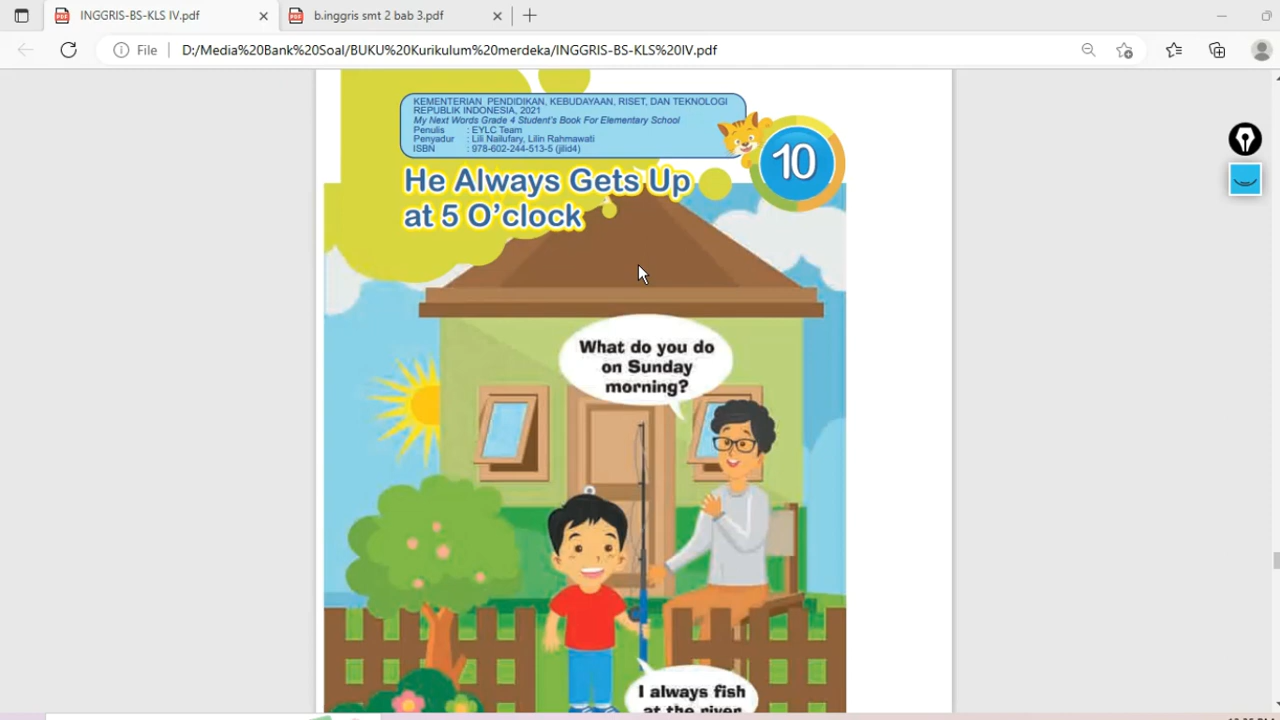 INGGRIS-BS-KLS IV.pdf
b.inggris smt 2 bab 3.pdf
File
D:/Media%20Bank%20Soal/BUKU%20Kurikulum%20merdeka/INGGRIS-BS-KLS%20IV.pdf
KEMENTERIAN PENDIDIKAN, KEBUDAYAAN, RISET, DAN TEKNOLOGI
REPUBLIK INDONESIA, 2021
My Next Words Grade 4 Student's Book For Elementary School
Penulis : EYLC Team
Penyadur : Lili Nailufary, Lilin Rahmawati
ISBN : 978-602-244-513-5 (jilid4)
10
He Always Gets Up
at 5 O'clock
What do you do
on Sunday
morning?
I always fish
at the river